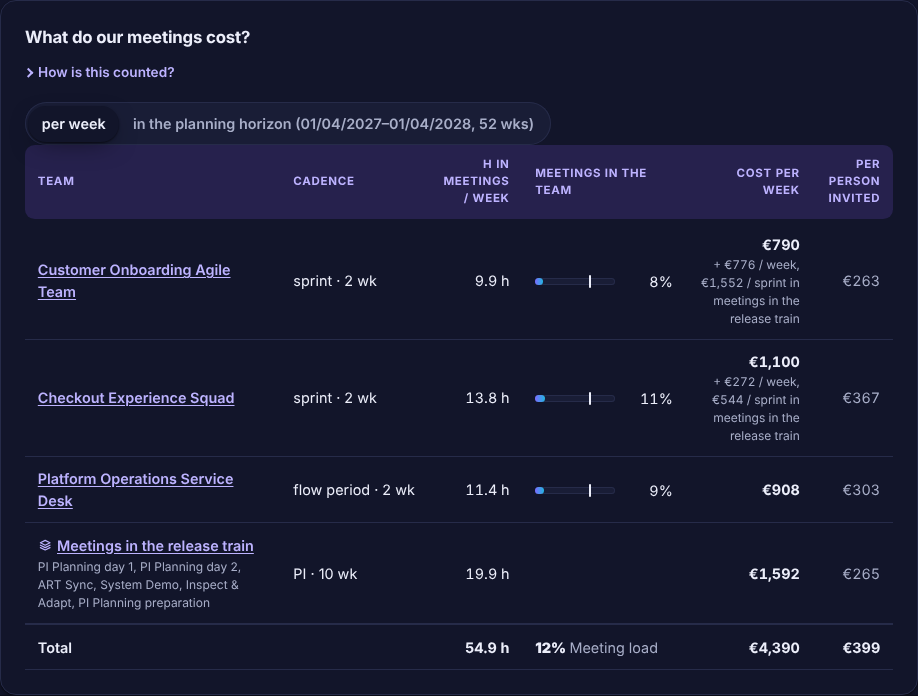 What do our meetings cost?
How is this counted?
per week
in the planning horizon (01/04/2027–01/04/2028, 52 wks)
TEAM
CADENCE
H IN
MEETINGS
/ WEEK
MEETINGS IN THE
TEAM
COST PER
WEEK
PER
PERSON
INVITED
Customer Onboarding Agile
Team
sprint · 2 wk
9.9 h
8%
€790
+ €776 / week,
€1,552 / sprint in
meetings in the
release train
€263
Checkout Experience Squad
sprint · 2 wk
13.8 h
11%
€1,100
+ €272 / week,
€544 / sprint in
meetings in the
release train
€367
Platform Operations Service
Desk
flow period · 2 wk
11.4 h
9%
€908
€303
Meetings in the release train
PI Planning day 1, PI Planning day 2,
ART Sync, System Demo, Inspect &
Adapt, PI Planning preparation
PI · 10 wk
19.9 h
€1,592
€265
Total
54.9 h
12% Meeting load
€4,390
€399